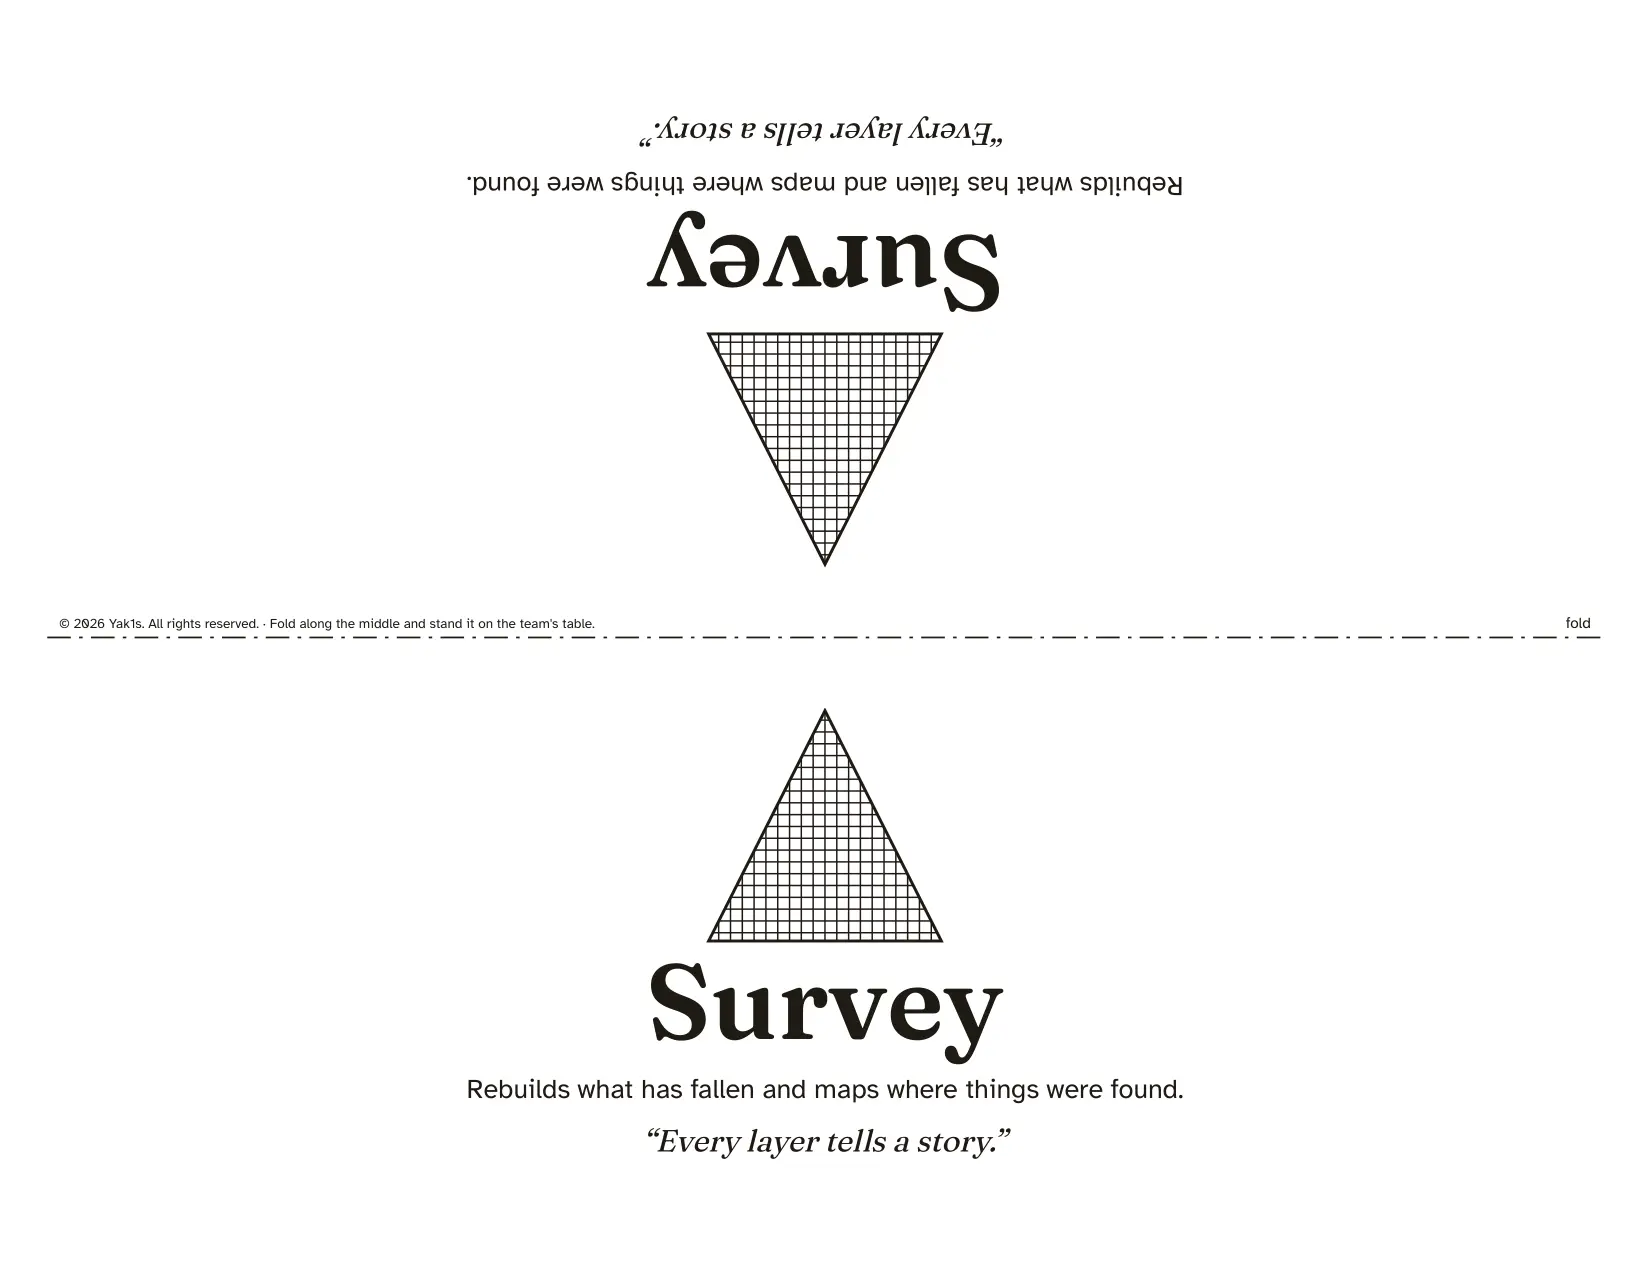 “Every layer tells a story.”
Rebuilds what has fallen and maps where things were found.
Survey
© 2026 Yak1s. All rights reserved. · Fold along the middle and stand it on the team's table.
fold
Survey
Rebuilds what has fallen and maps where things were found.
“Every layer tells a story.”